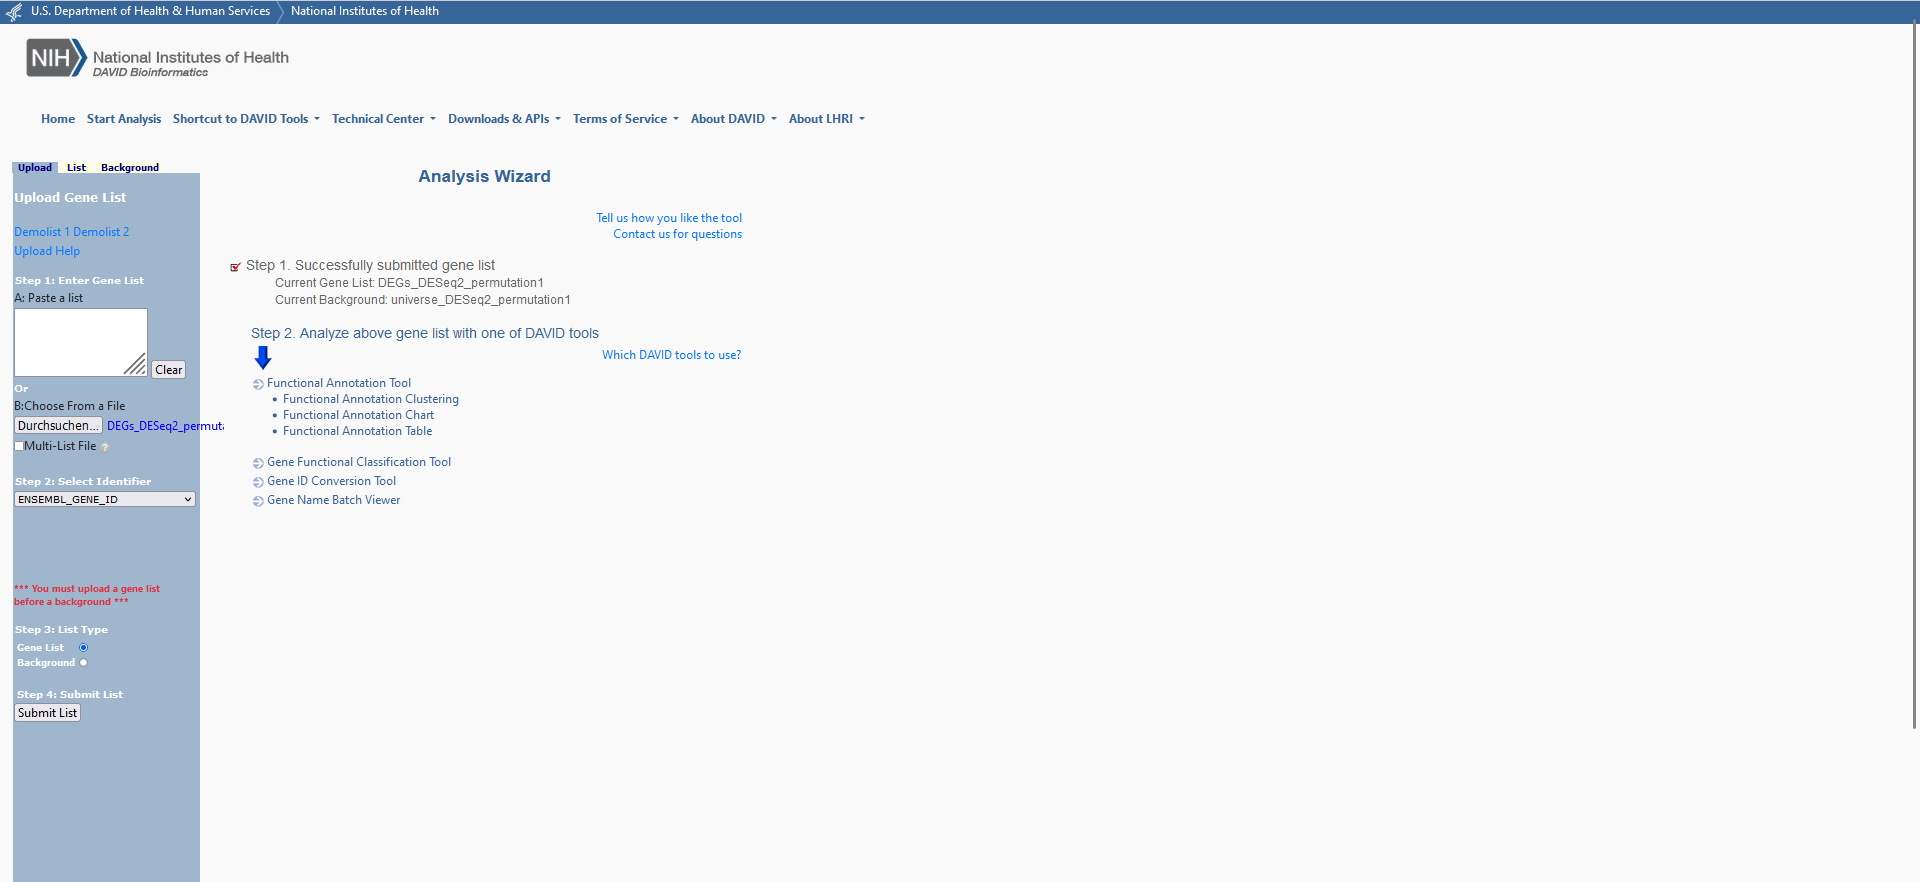 U.S. Department of Health & Human Services National Institutes of Health
NIH National Institutes of Health
DAVID Bioinformatics
Home Start Analysis Shortcut to DAVID Tools Technical Center Downloads & APIs Terms of Service About DAVID About LHRI
Upload List Background
Upload Gene List
Demolist 1 Demolist 2
Upload Help
Step 1: Enter Gene List
A: Paste a list
Clear
Or
B:Choose From a File
Durchsuchen... DEGs_DESeq2_permuta
Multi-List File ?
Step 2: Select Identifier
ENSEMBL_GENE_ID
*** You must upload a gene list
before a background ***
Step 3: List Type
Gene List
Background
Step 4: Submit List
Submit List
Analysis Wizard
Tell us how you like the tool
Contact us for questions
Step 1. Successfully submitted gene list
Current Gene List: DEGs_DESeq2_permutation1
Current Background: universe_DESeq2_permutation1
Step 2. Analyze above gene list with one of DAVID tools
Which DAVID tools to use?
Functional Annotation Tool
Functional Annotation Clustering
Functional Annotation Chart
Functional Annotation Table
Gene Functional Classification Tool
Gene ID Conversion Tool
Gene Name Batch Viewer